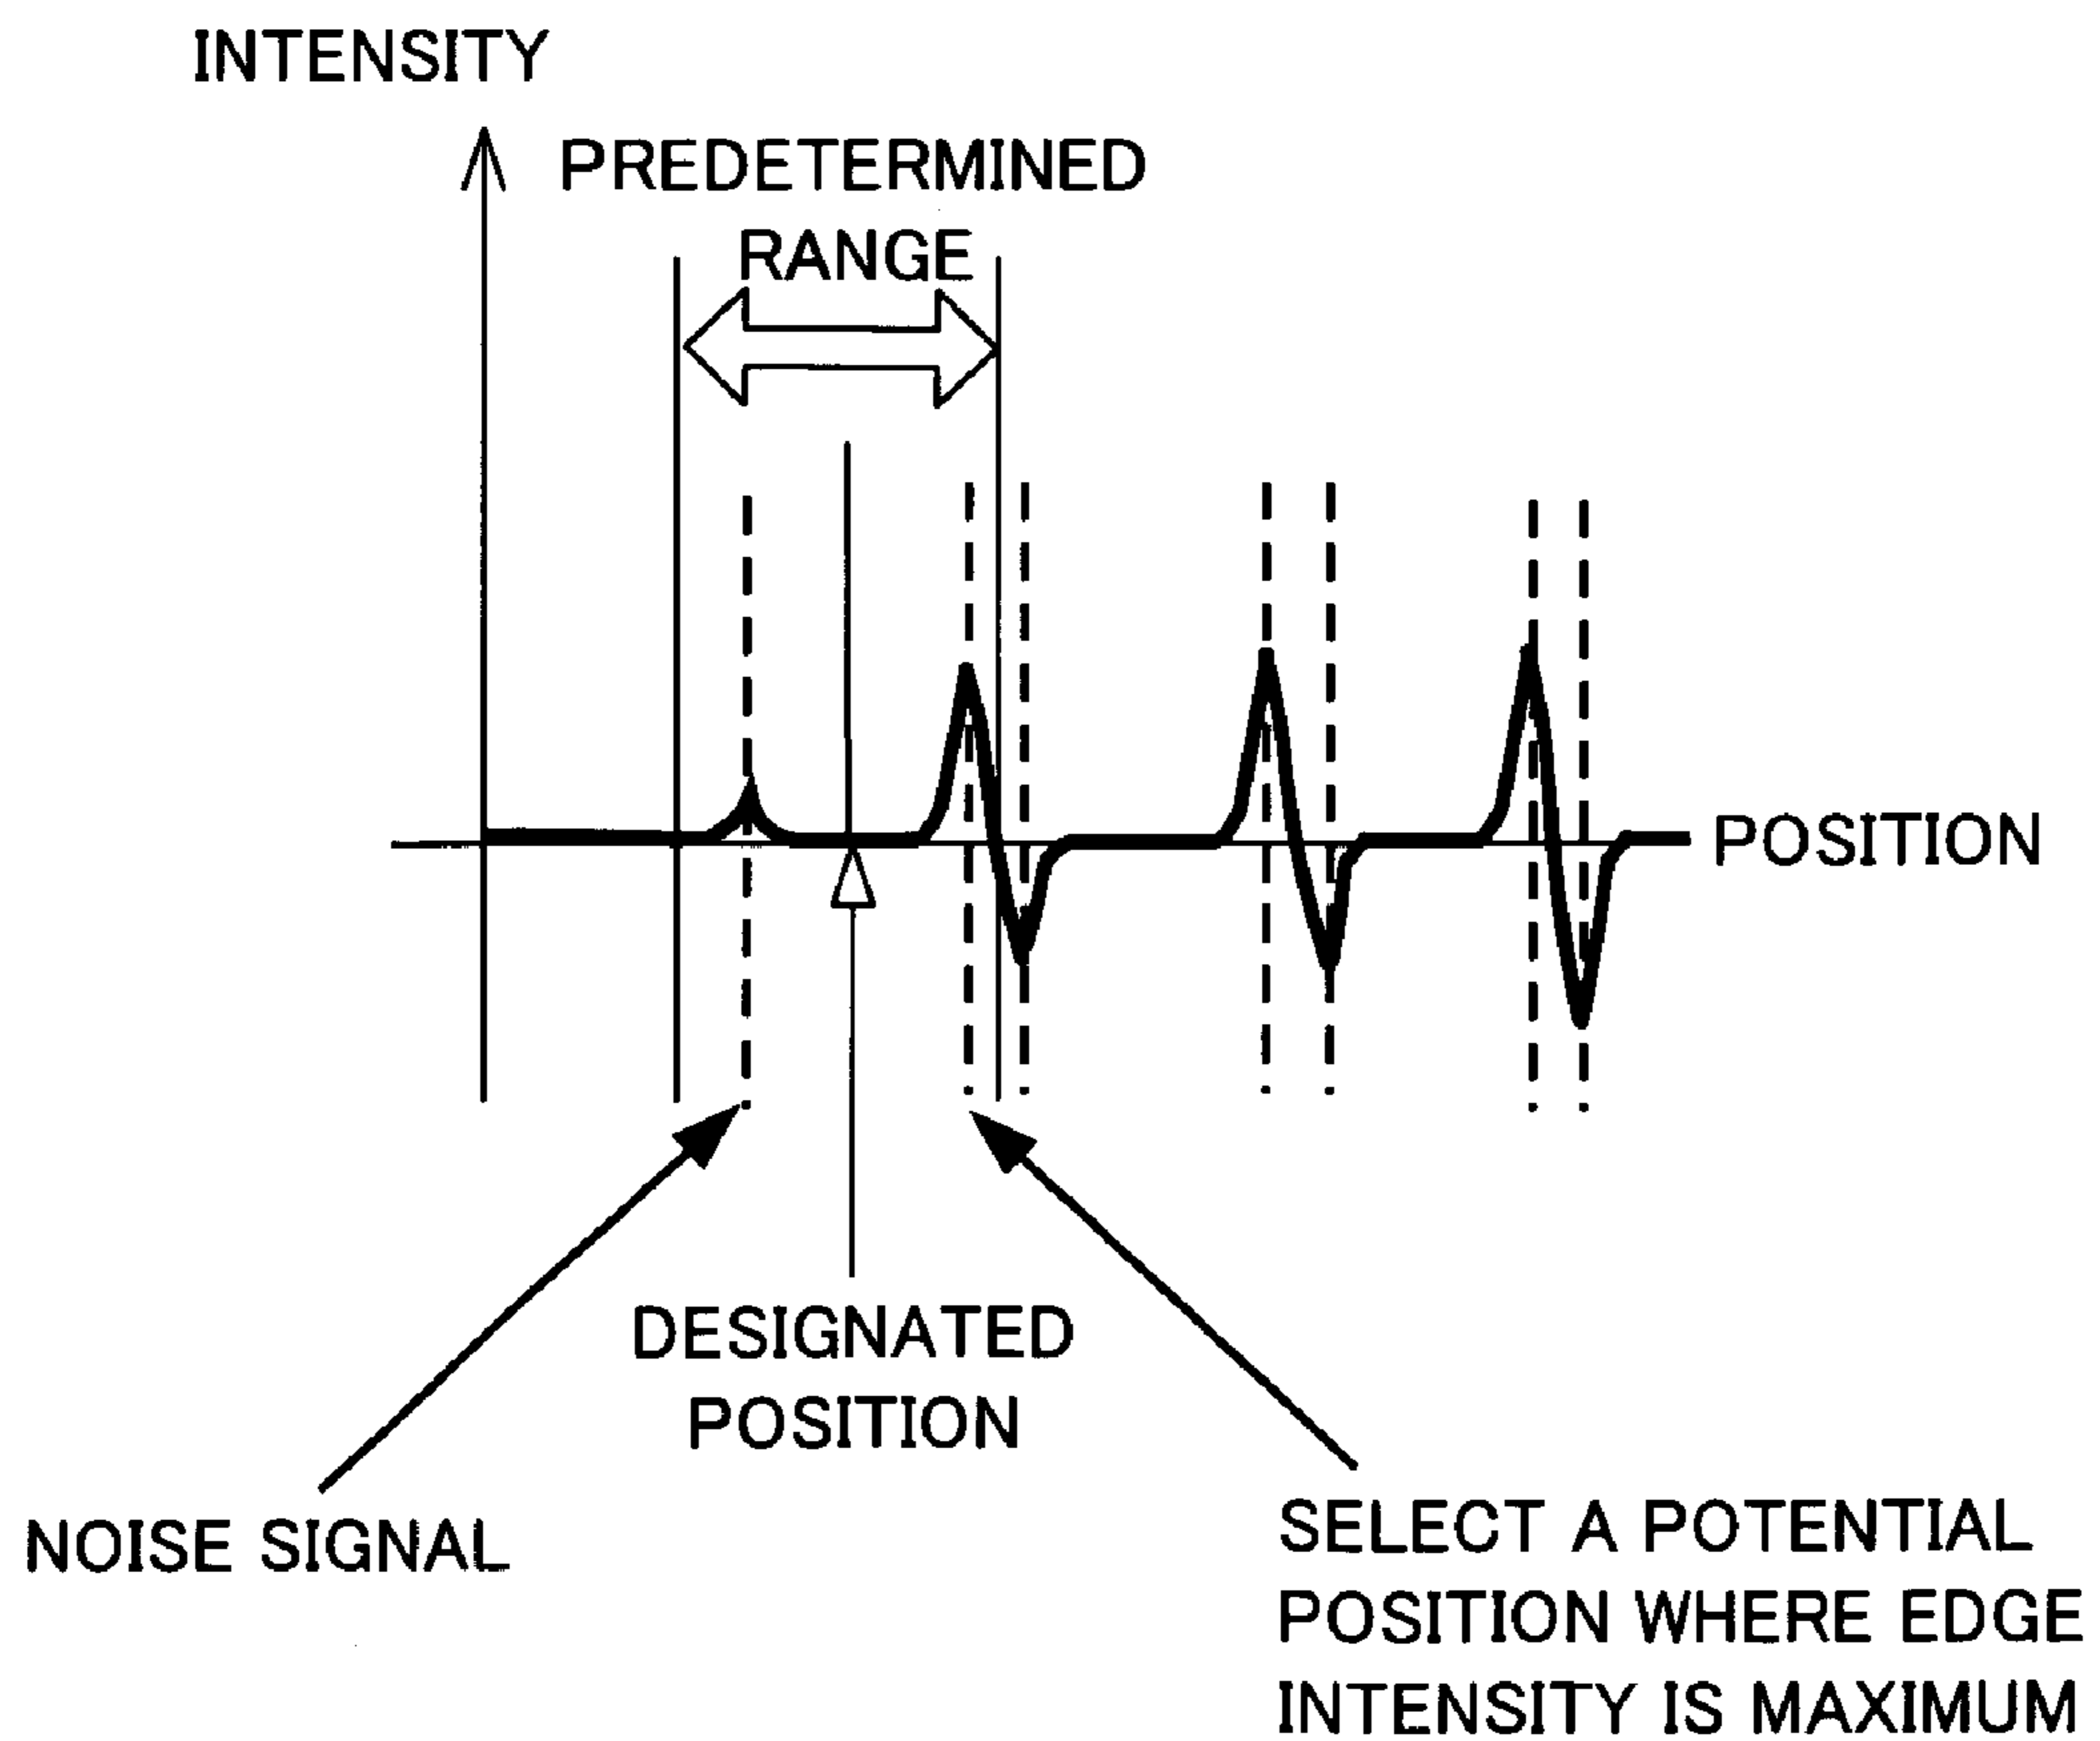 INTENSITY
PREDETERMINED
RANGE
POSITION
DESIGNATED
POSITION
NOISE SIGNAL
SELECT A POTENTIAL
POSITION WHERE EDGE
INTENSITY IS MAXIMUM